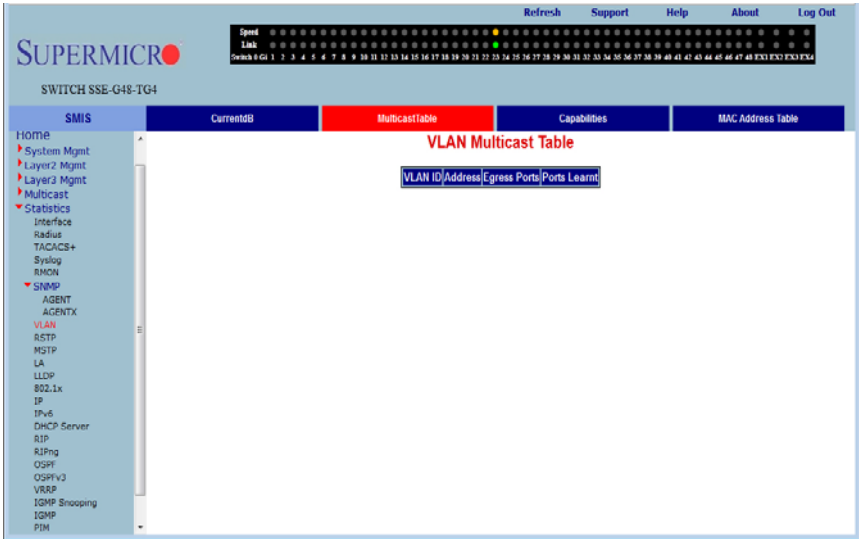 Refresh Support Help About Log Out
Speed
Link
Switch 0 Gi 1 2 3 4 5 6 7 8 9 10 11 12 13 14 15 16 17 18 19 20 21 22 23 24 25 26 27 28 29 30 31 32 33 34 35 36 37 38 39 40 41 42 43 44 45 46 47 48 EX1 EX2 EX3 EX4
SUPERMICRO
SWITCH SSE-G48-TG4
SMIS CurrentdB MulticastTable Capabilities MAC Address Table
Home
System Mgmt
Layer2 Mgmt
Layer3 Mgmt
Multicast
Statistics
Interface
Radius
TACACS+
Syslog
RMON
SNMP
AGENT
AGENTX
VLAN
RSTP
MSTP
LA
LLDP
802.1x
IP
IPv6
DHCP Server
RIP
RIPng
OSPF
OSPFv3
VRRP
IGMP Snooping
IGMP
PIM
VLAN Multicast Table
VLAN ID Address Egress Ports Ports Learnt